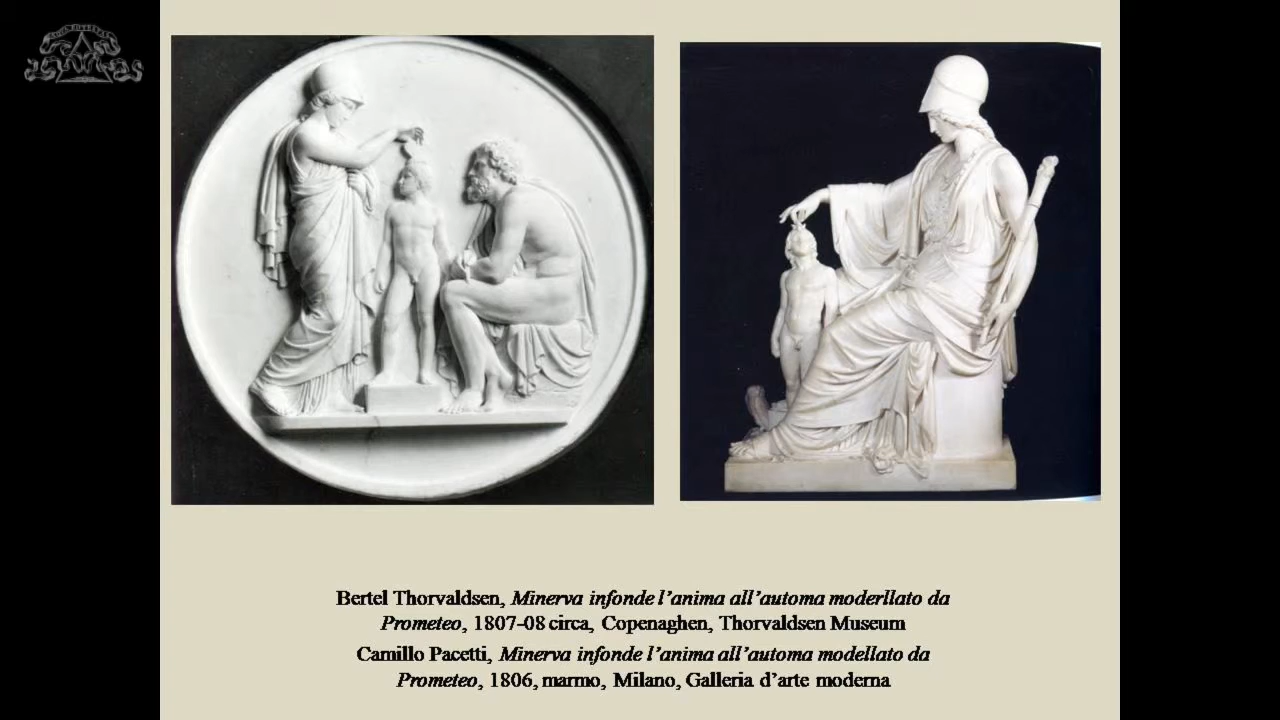 Bertel Thorvaldsen, Minerva infonde l’anima all’automa moderllato da
Prometeo, 1807-08 circa, Copenaghen, Thorvaldsen Museum
Camillo Pacetti, Minerva infonde l’anima all’automa modellato da
Prometeo, 1806, marmo, Milano, Galleria d’arte moderna